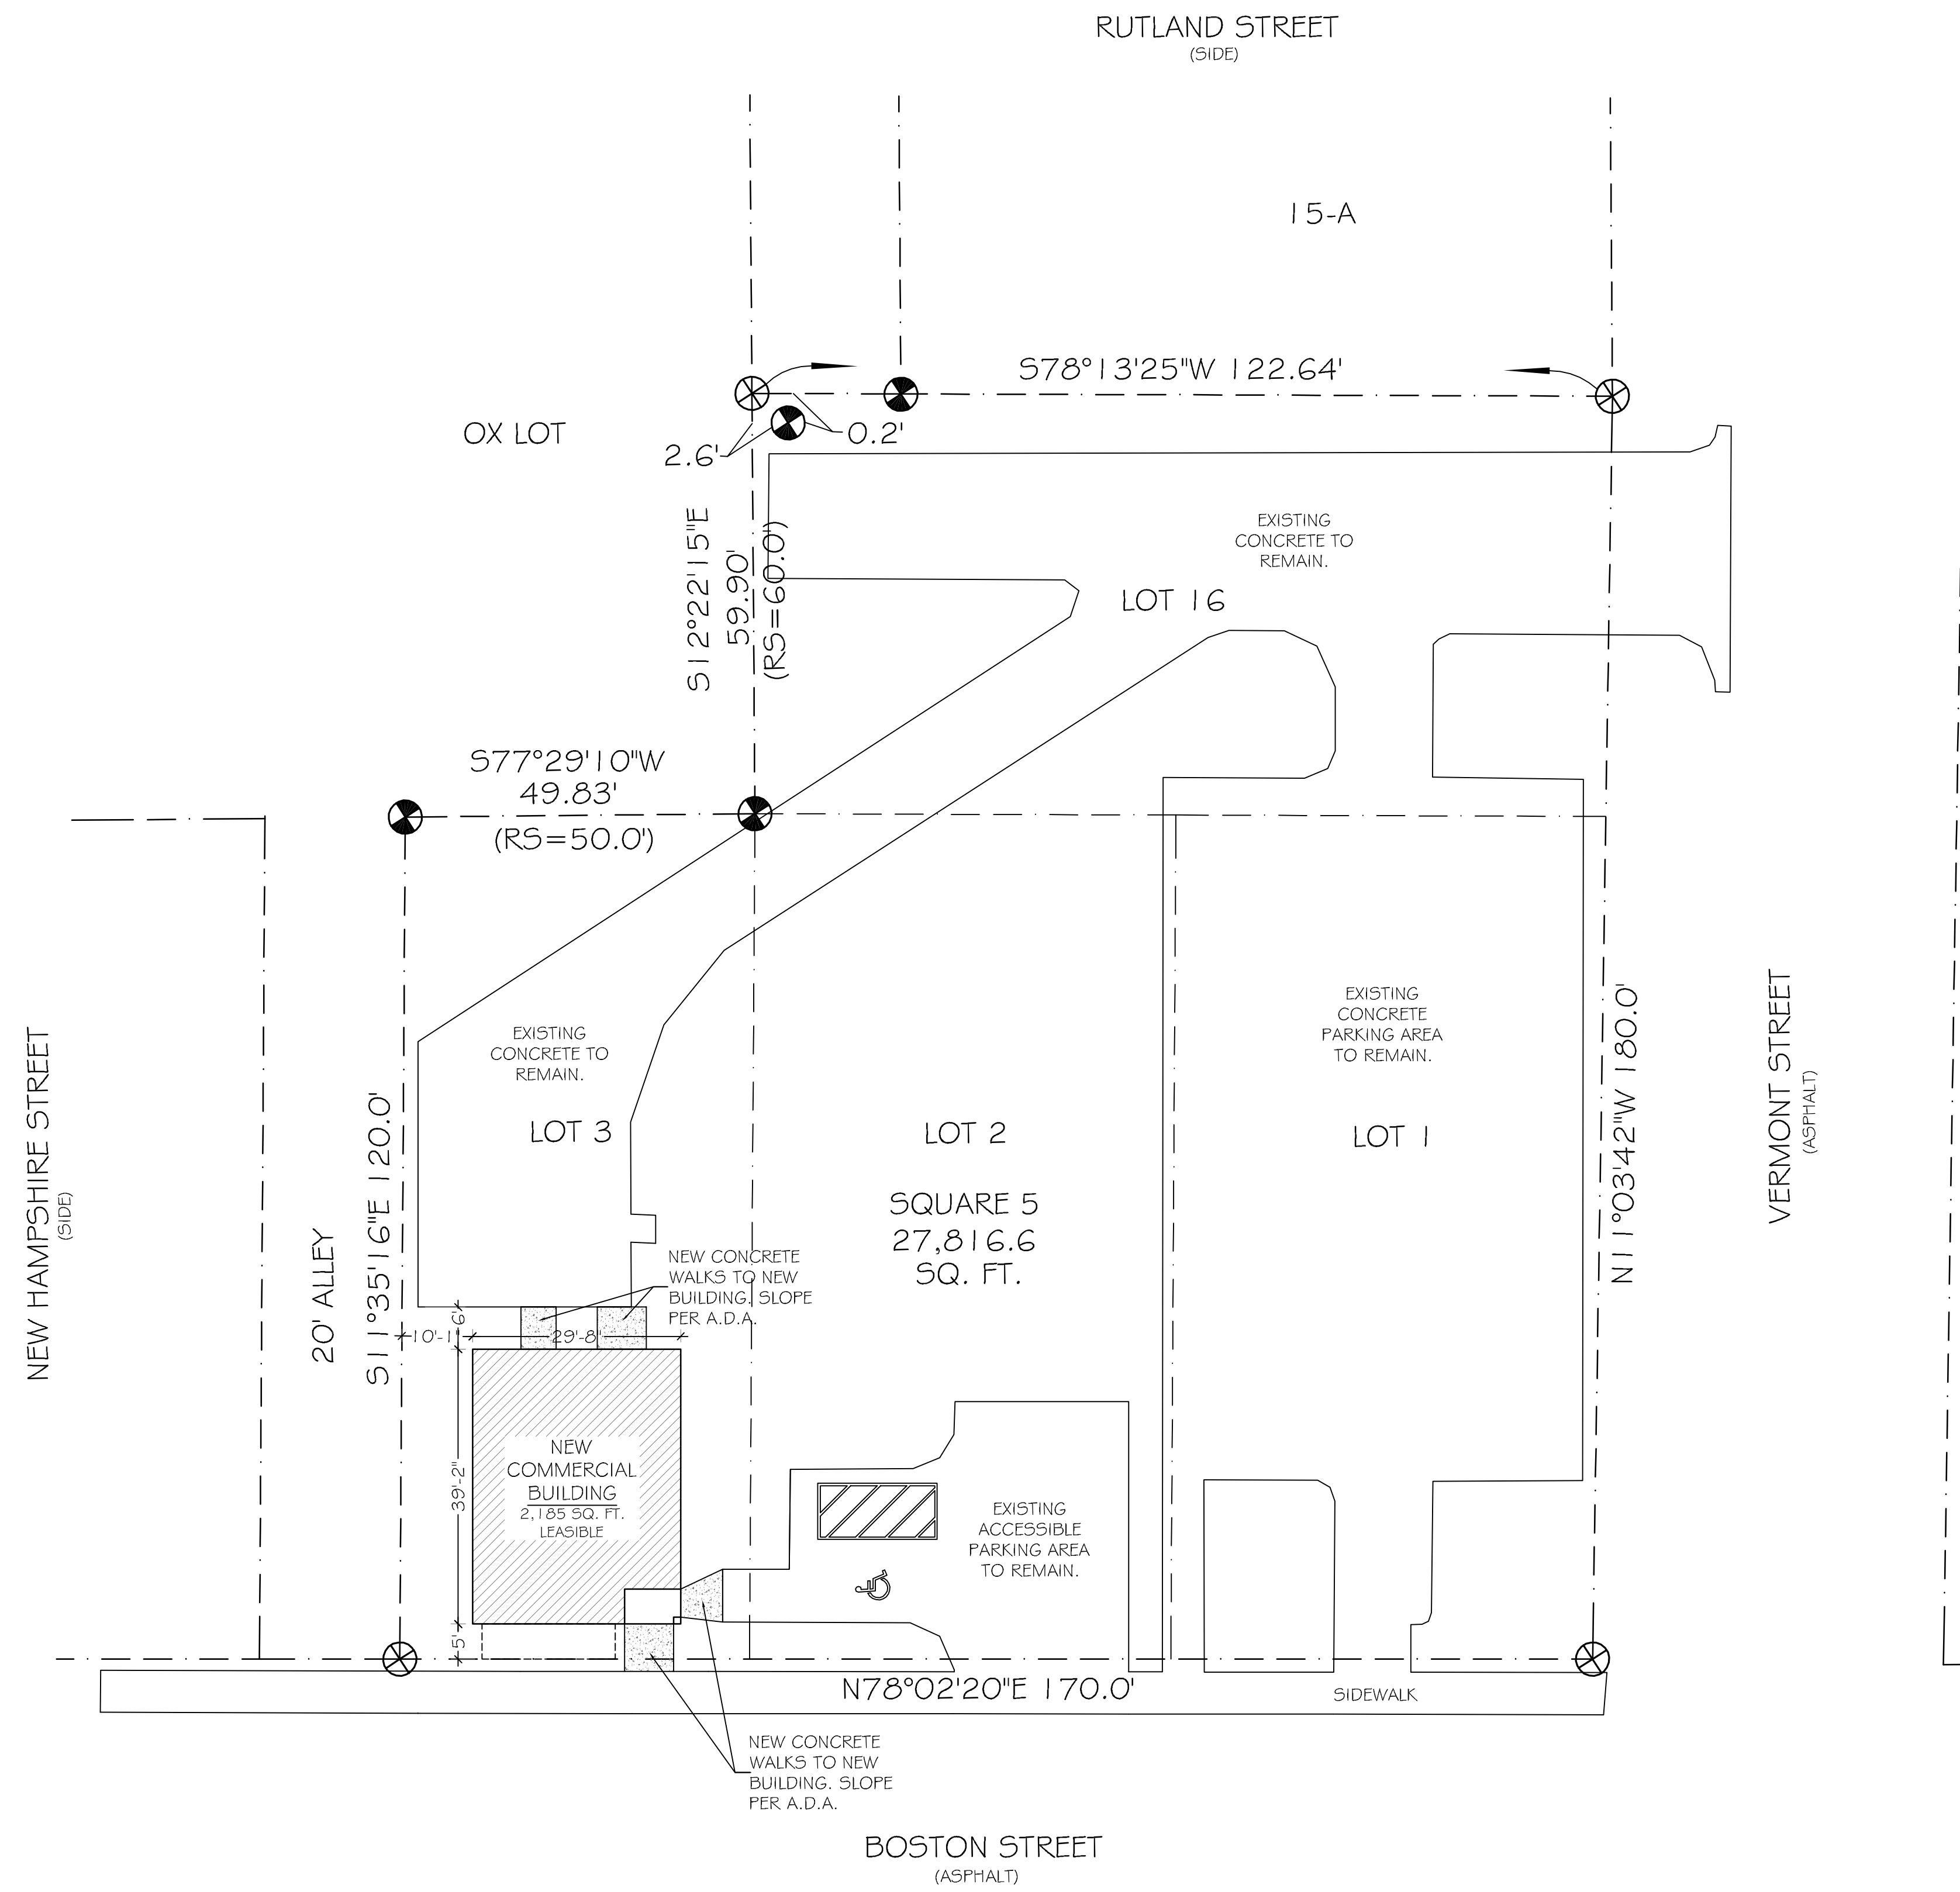 RUTLAND STREET
(SIDE)
15-A
S78°13'25"W 122.64'
OX LOT
2.6'
0.2'
S12°22'15"E
59.90'
(RS=60.0')
EXISTING
CONCRETE TO
REMAIN.
LOT 16
S77°29'10"W
49.83'
(RS=50.0')
NEW HAMPSHIRE STREET
(SIDE)
20' ALLEY
S11°35'16"E 120.0'
EXISTING
CONCRETE TO
REMAIN.
LOT 3
LOT 2
SQUARE 5
27,816.6
SQ. FT.
EXISTING
CONCRETE
PARKING AREA
TO REMAIN.
LOT 1
N11°03'42"W 180.0'
VERMONT STREET
(ASPHALT)
NEW CONCRETE
WALKS TO NEW
BUILDING. SLOPE
PER A.D.A.
6'
10'-1"
29'-8"
39'-2"
5'
NEW
COMMERCIAL
BUILDING
2,185 SQ. FT.
LEASIBLE
EXISTING
ACCESSIBLE
PARKING AREA
TO REMAIN.
N78°02'20"E 170.0'
SIDEWALK
NEW CONCRETE
WALKS TO NEW
BUILDING. SLOPE
PER A.D.A.
BOSTON STREET
(ASPHALT)